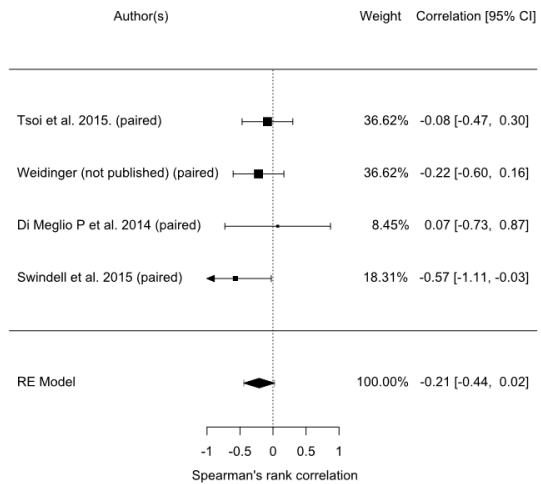 Author(s) Weight Correlation [95% CI]
Tsoi et al. 2015. (paired) 36.62% -0.08 [-0.47, 0.30]
Weidinger (not published) (paired) 36.62% -0.22 [-0.60, 0.16]
Di Meglio P et al. 2014 (paired) 8.45% 0.07 [-0.73, 0.87]
Swindell et al. 2015 (paired) 18.31% -0.57 [-1.11, -0.03]
RE Model 100.00% -0.21 [-0.44, 0.02]
-1 -0.5 0 0.5 1
Spearman's rank correlation